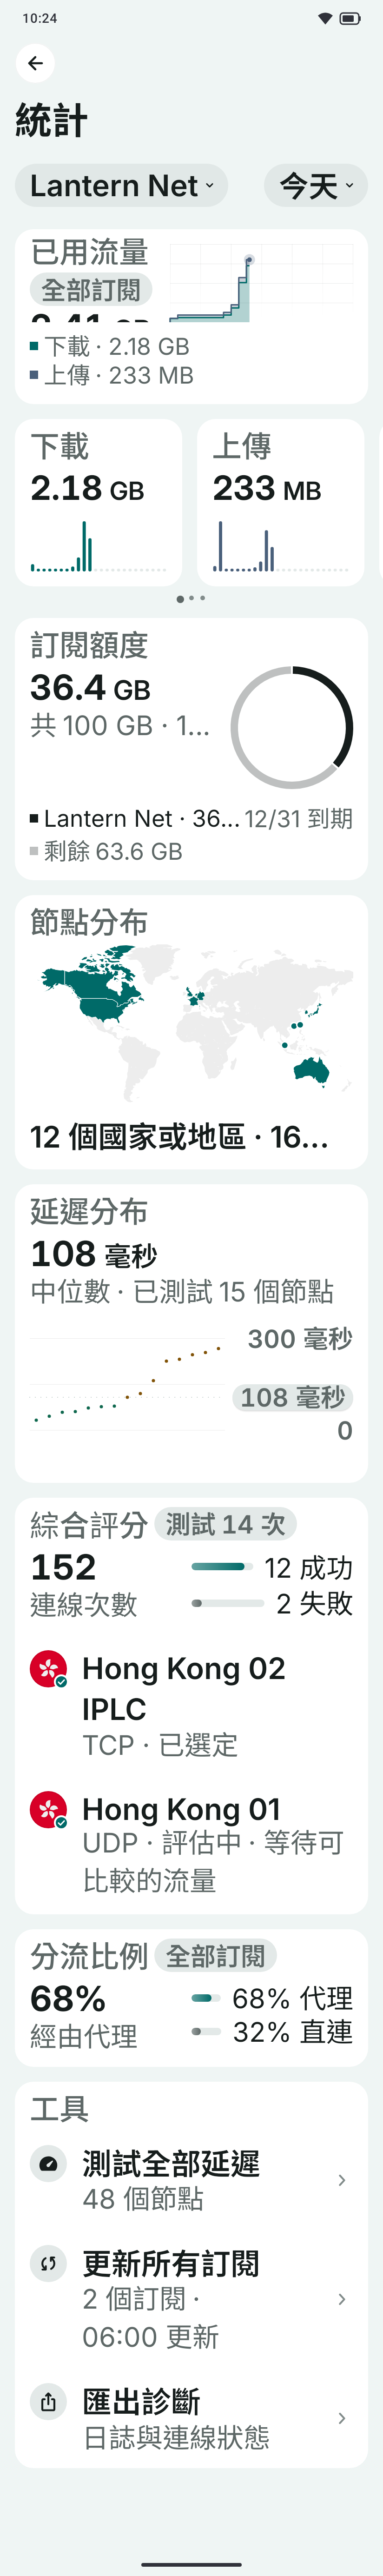 10:24
統計
Lantern Net
今天
已用流量
全部訂閱
下載 · 2.18 GB
上傳 · 233 MB
下載
2.18 GB
上傳
233 MB
訂閱額度
36.4 GB
共 100 GB · 1...
Lantern Net · 36... 12/31 到期
剩餘 63.6 GB
節點分布
12 個國家或地區 · 16...
延遲分布
108 毫秒
中位數 · 已測試 15 個節點
300 毫秒
108 毫秒
0
綜合評分 測試 14 次
152
連線次數
12 成功
2 失敗
Hong Kong 02
IPLC
TCP · 已選定
Hong Kong 01
UDP · 評估中 · 等待可
比較的流量
分流比例 全部訂閱
68%
經由代理
68% 代理
32% 直連
工具
測試全部延遲
48 個節點
更新所有訂閱
2 個訂閱 ·
06:00 更新
匯出診斷
日誌與連線狀態